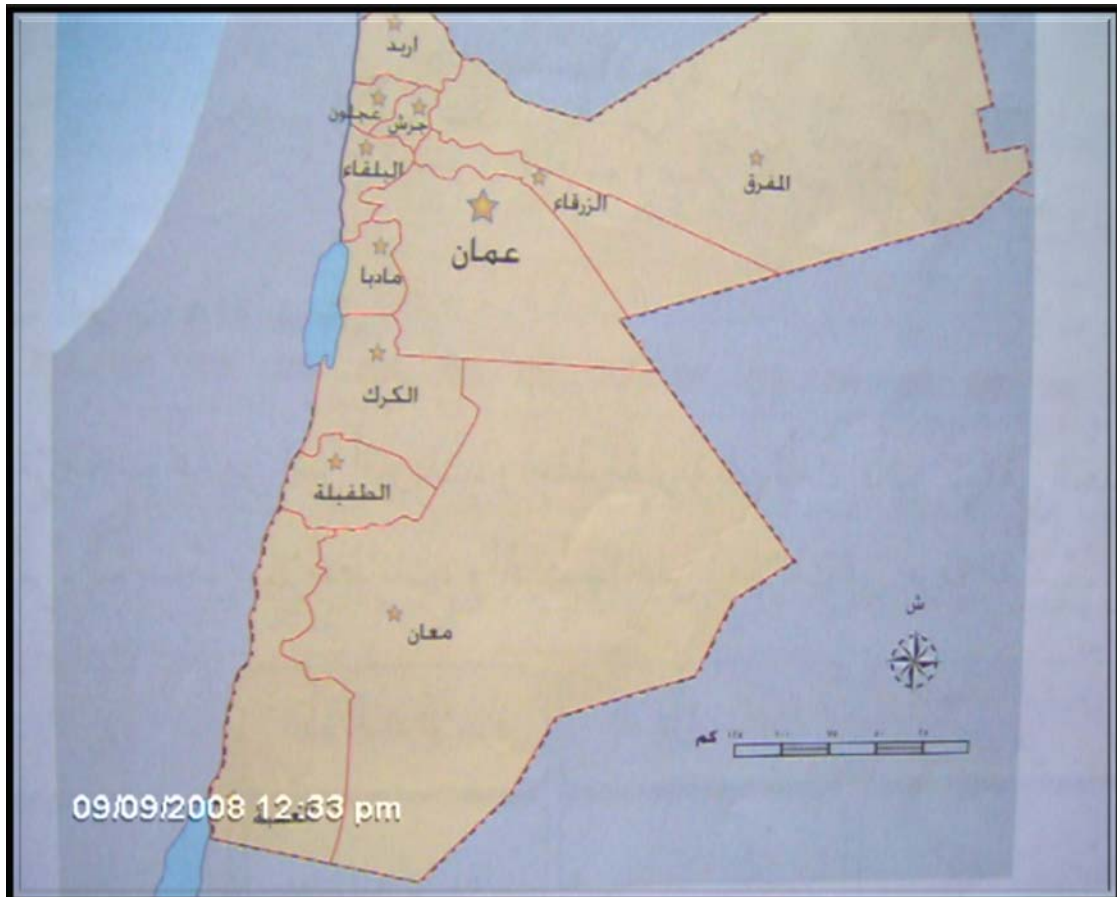 اربد
عجلون
جرش
البلقاء
المفرق
الزرقاء
عمان
مادبا
الكرك
الطفيلة
معان
ش
كم
09/09/2008 12:33 pm